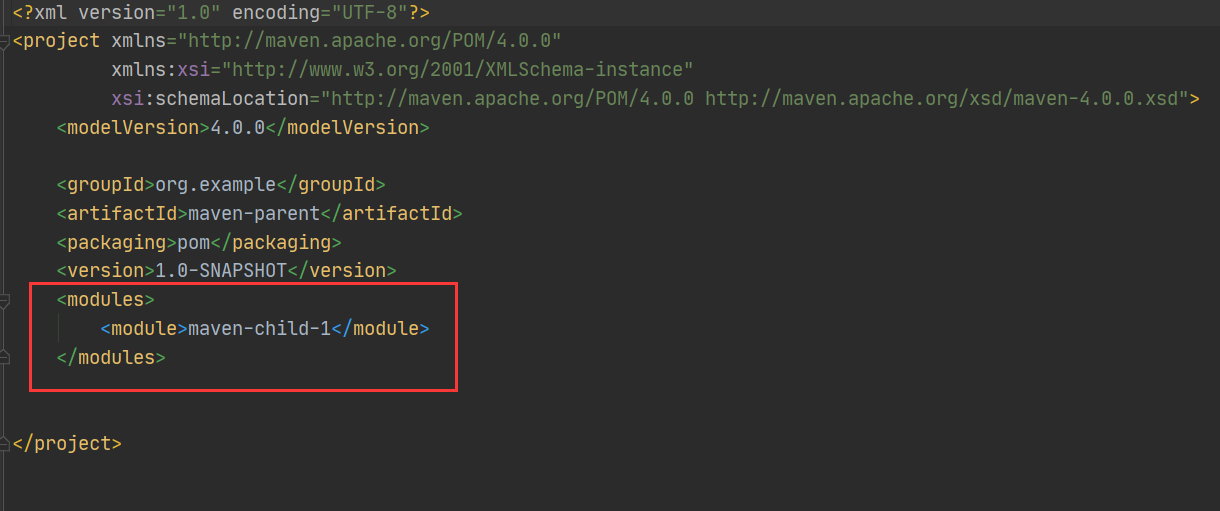 <?xml version="1.0" encoding="UTF-8"?>
<project xmlns="http://maven.apache.org/POM/4.0.0"
         xmlns:xsi="http://www.w3.org/2001/XMLSchema-instance"
         xsi:schemaLocation="http://maven.apache.org/POM/4.0.0 http://maven.apache.org/xsd/maven-4.0.0.xsd">
    <modelVersion>4.0.0</modelVersion>
    <groupId>org.example</groupId>
    <artifactId>maven-parent</artifactId>
    <packaging>pom</packaging>
    <version>1.0-SNAPSHOT</version>
    <modules>
        <module>maven-child-1</module>
    </modules>
</project>